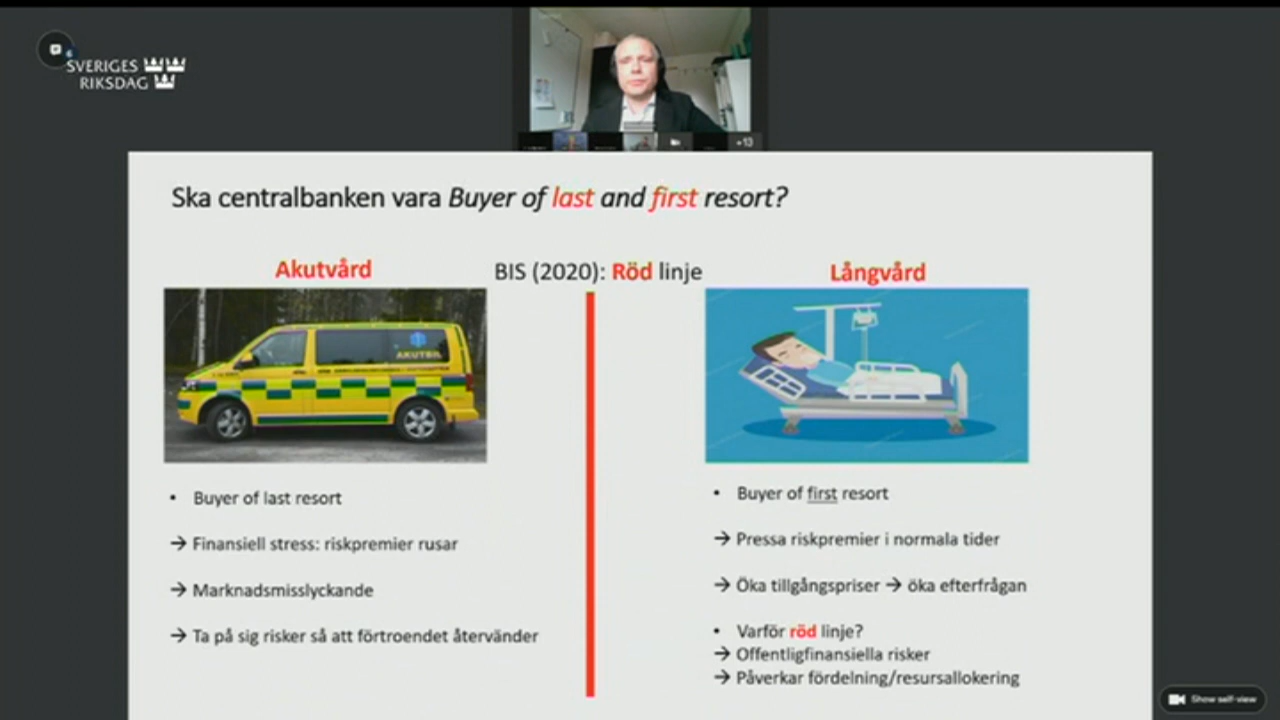 SVERIGES
RIKSDAG
+13
Ska centralbanken vara Buyer of last and first resort?
Akutvård
BIS (2020): Röd linje
Långvård
AKUTBIL
• Buyer of last resort
→ Finansiell stress: riskpremier rusar
→ Marknadsmisslyckande
→ Ta på sig risker så att förtroendet återvänder
• Buyer of first resort
→ Pressa riskpremier i normala tider
→ Öka tillgångspriser → öka efterfrågan
• Varför röd linje?
→ Offentligfinansiella risker
→ Påverkar fördelning/resursallokering
Show self-view